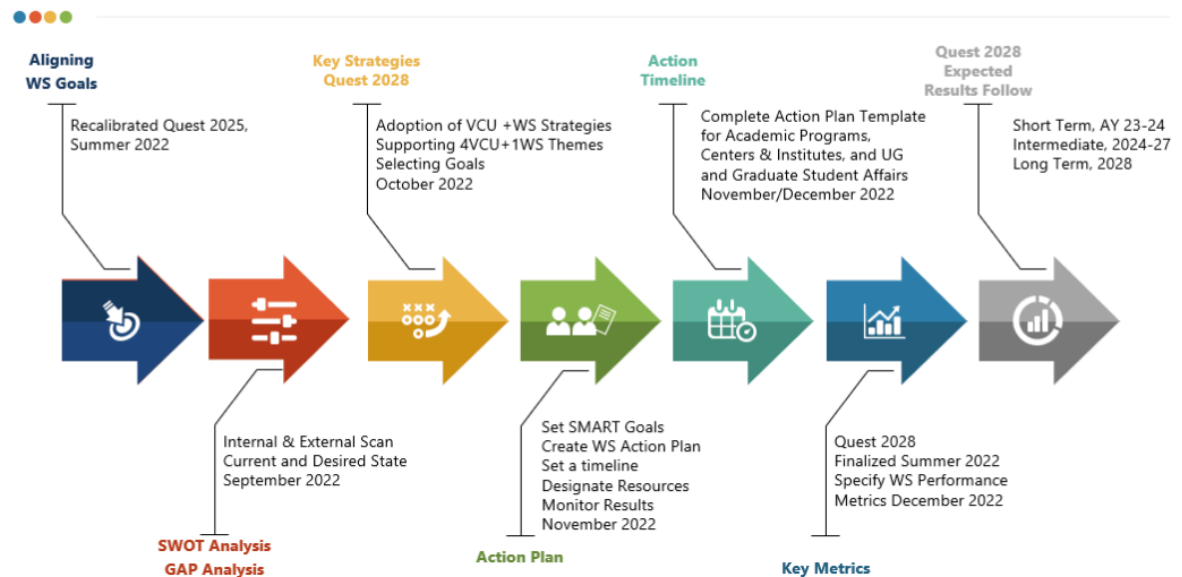 Aligning
WS Goals
Recalibrated Quest 2025,
Summer 2022
SWOT Analysis
GAP Analysis
Internal & External Scan
Current and Desired State
September 2022
Key Strategies
Quest 2028
Adoption of VCU +WS Strategies
Supporting 4VCU+1WS Themes
Selecting Goals
October 2022
Action Plan
Set SMART Goals
Create WS Action Plan
Set a timeline
Designate Resources
Monitor Results
November 2022
Action
Timeline
Complete Action Plan Template
for Academic Programs,
Centers & Institutes, and UG
and Graduate Student Affairs
November/December 2022
Key Metrics
Quest 2028
Finalized Summer 2022
Specify WS Performance
Metrics December 2022
Quest 2028
Expected
Results Follow
Short Term, AY 23-24
Intermediate, 2024-27
Long Term, 2028